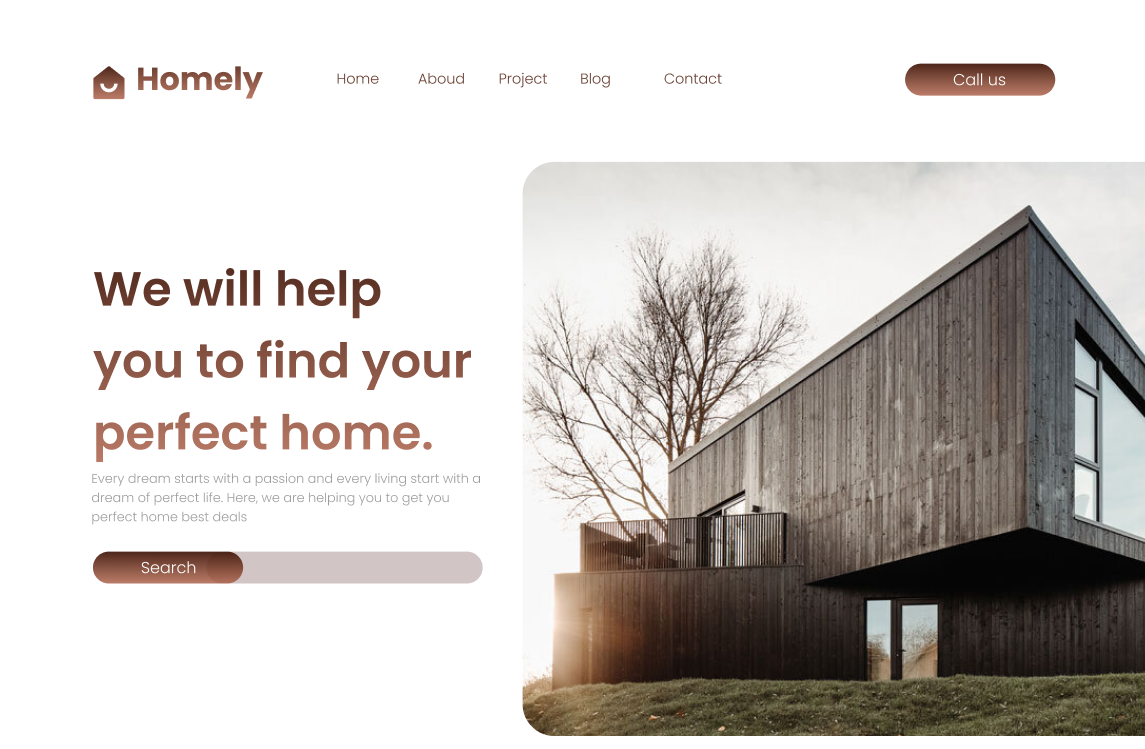 Homely
Home Aboud Project Blog Contact
Call us
We will help
you to find your
perfect home.
Every dream starts with a passion and every living start with a
dream of perfect life. Here, we are helping you to get you
perfect home best deals
Search